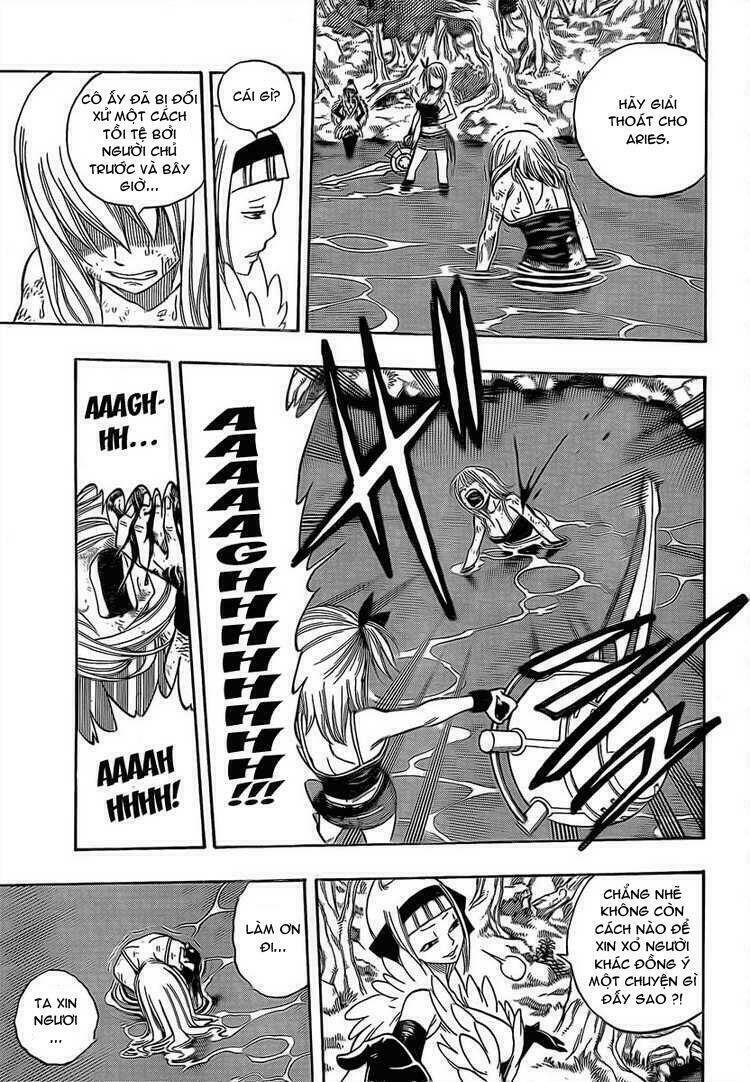 HÃY GIẢI
THOÁT CHO
ARIES.
CÁI GÌ?
CÔ ẤY ĐÃ BỊ ĐỐI
XỬ MỘT CÁCH
TỒI TỆ BỞI
NGƯỜI CHỦ
TRƯỚC VÀ BÂY
GIỜ...
AAAAAGHHHHHHHH!!!
AAAGH-
HH...
AAAAH
HHHH!
CHẲNG NHẼ
KHÔNG CÒN
CÁCH NÀO ĐỂ
XIN XỎ NGƯỜI
KHÁC ĐỒNG Ý
MỘT CHUYỆN GÌ
ĐẤY SAO ?!
LÀM ƠN
ĐI...
TA XIN
NGƯƠI
...